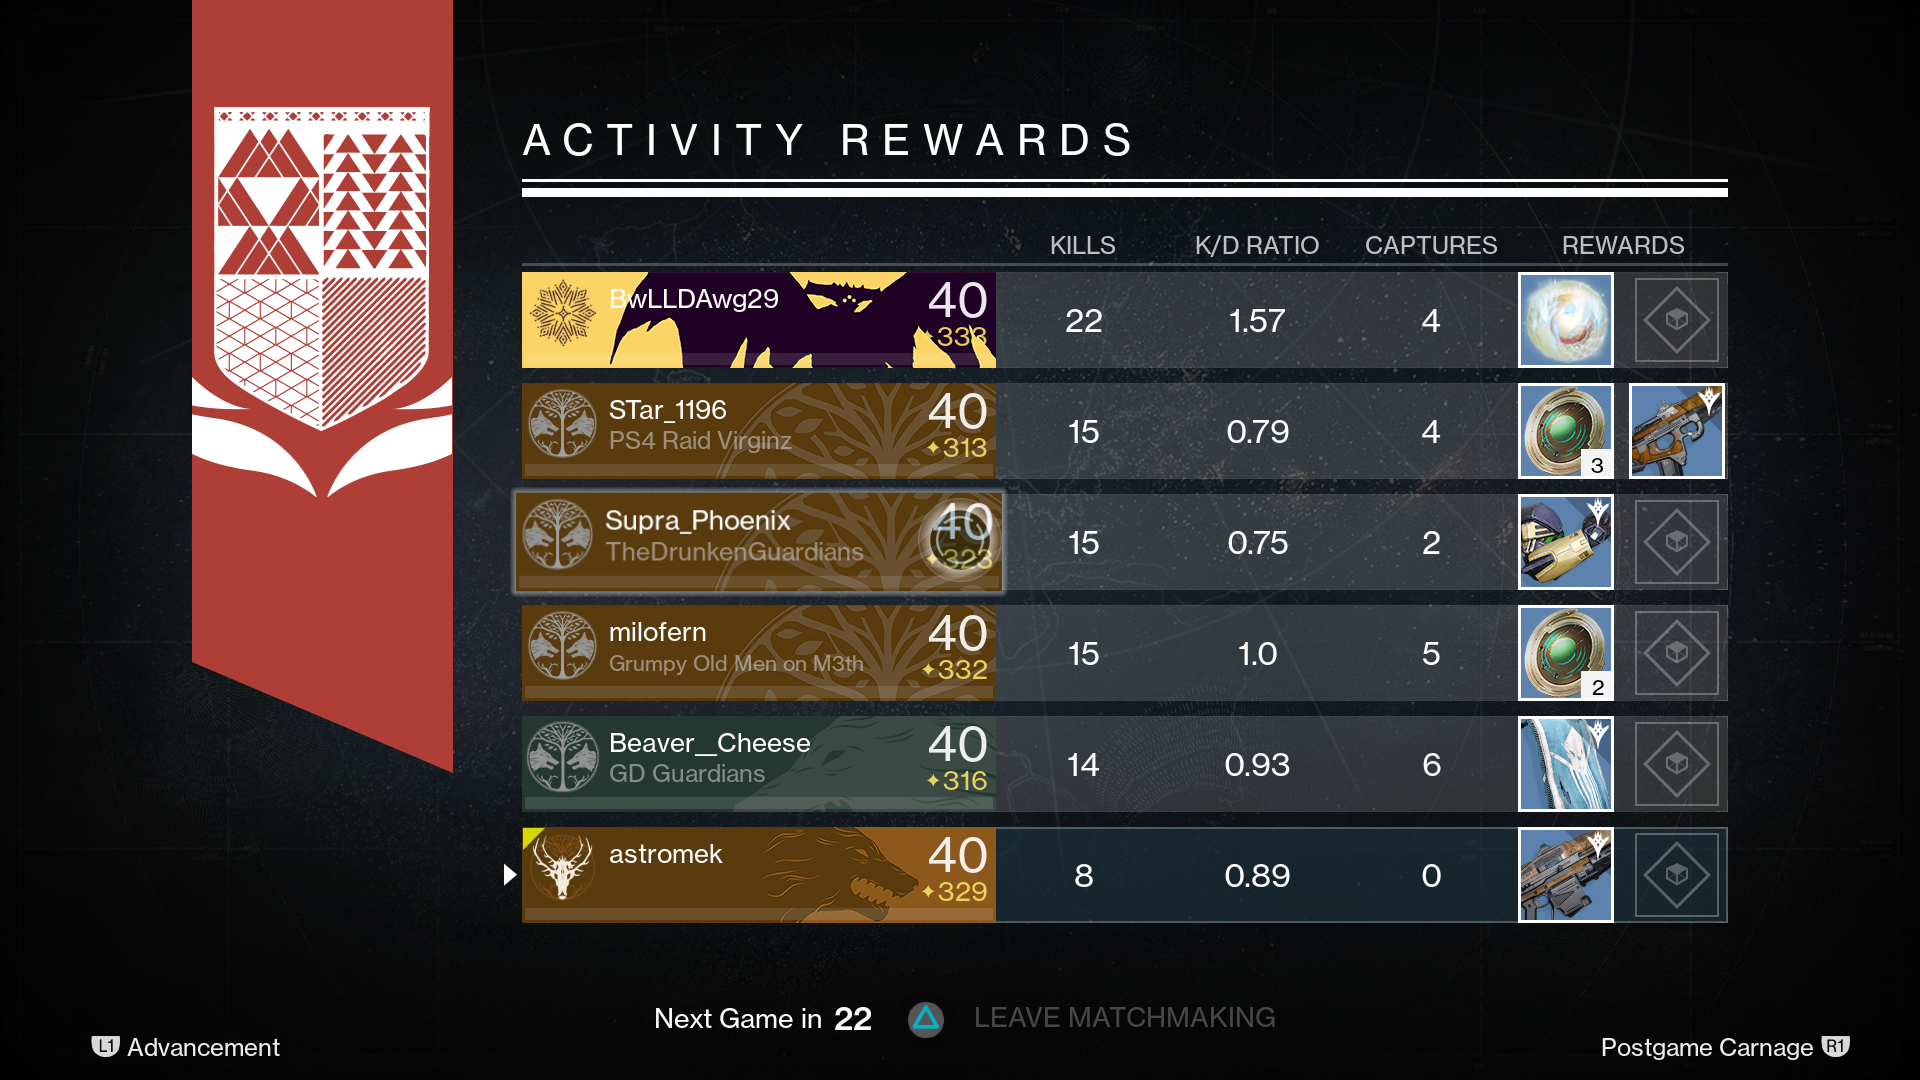 ACTIVITY REWARDS
KILLS K/D RATIO CAPTURES REWARDS
BwLLDAwg29 40 22 1.57 4
333
STar_1196 40 15 0.79 4
PS4 Raid Virginz 313 3
Supra_Phoenix 40 15 0.75 2
TheDrunkenGuardians 323
milofern 40 15 1.0 5
Grumpy Old Men on M3th 332 2
Beaver__Cheese 40 14 0.93 6
GD Guardians 316
astromek 40 8 0.89 0
329
Next Game in 22 LEAVE MATCHMAKING
L1 Advancement Postgame Carnage R1